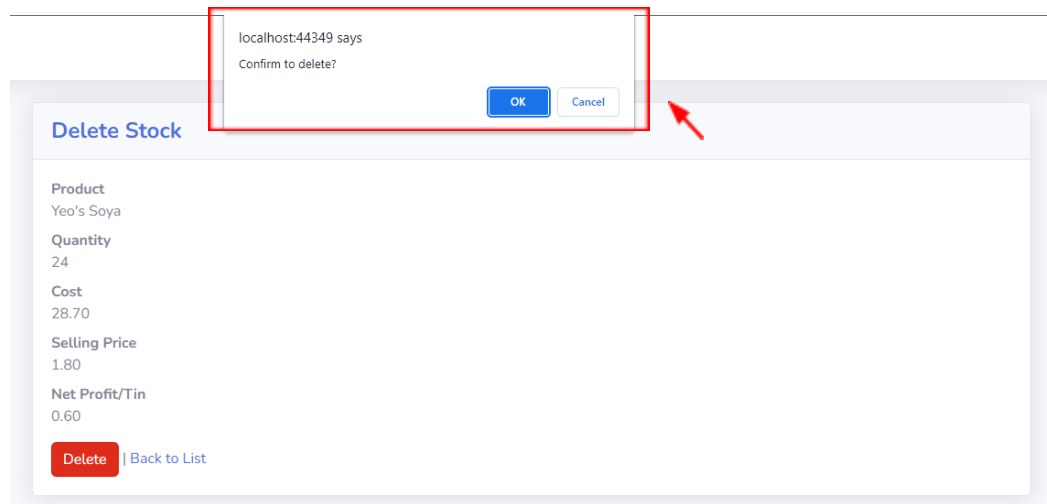 localhost:44349 says
Confirm to delete?
OK Cancel
Delete Stock
Product
Yeo's Soya
Quantity
24
Cost
28.70
Selling Price
1.80
Net Profit/Tin
0.60
Delete | Back to List